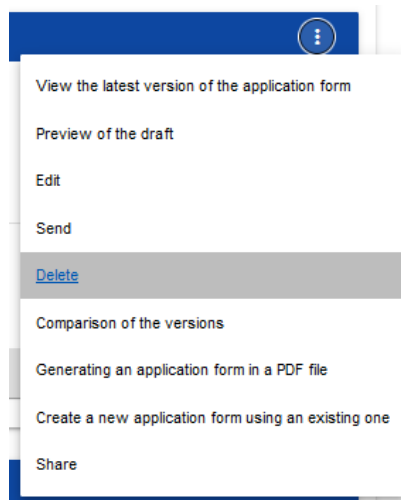 View the latest version of the application form
Preview of the draft
Edit
Send
Delete
Comparison of the versions
Generating an application form in a PDF file
Create a new application form using an existing one
Share